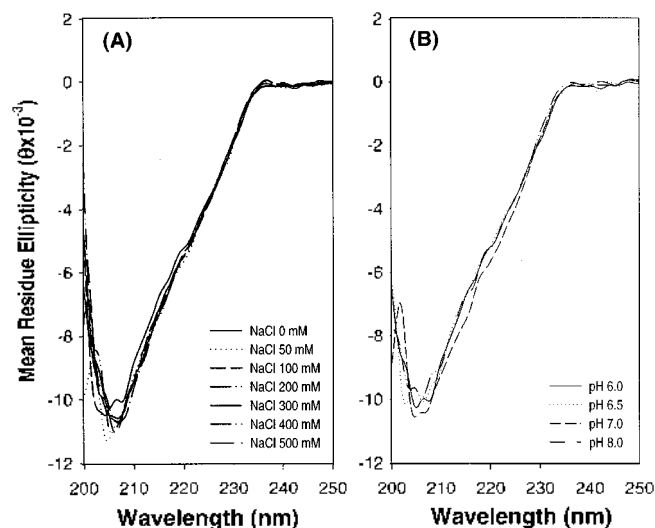 (A)
(B)
Mean Residue Ellipticity (θx10⁻³)
0
-2
-4
-6
-8
-10
-12
NaCl 0 mM
NaCl 50 mM
NaCl 100 mM
NaCl 200 mM
NaCl 300 mM
NaCl 400 mM
NaCl 500 mM
200 210 220 230 240 250
Wavelength (nm)
2
0
-2
-4
-6
-8
-10
-12
pH 6.0
pH 6.5
pH 7.0
pH 8.0
200 210 220 230 240 250
Wavelength (nm)